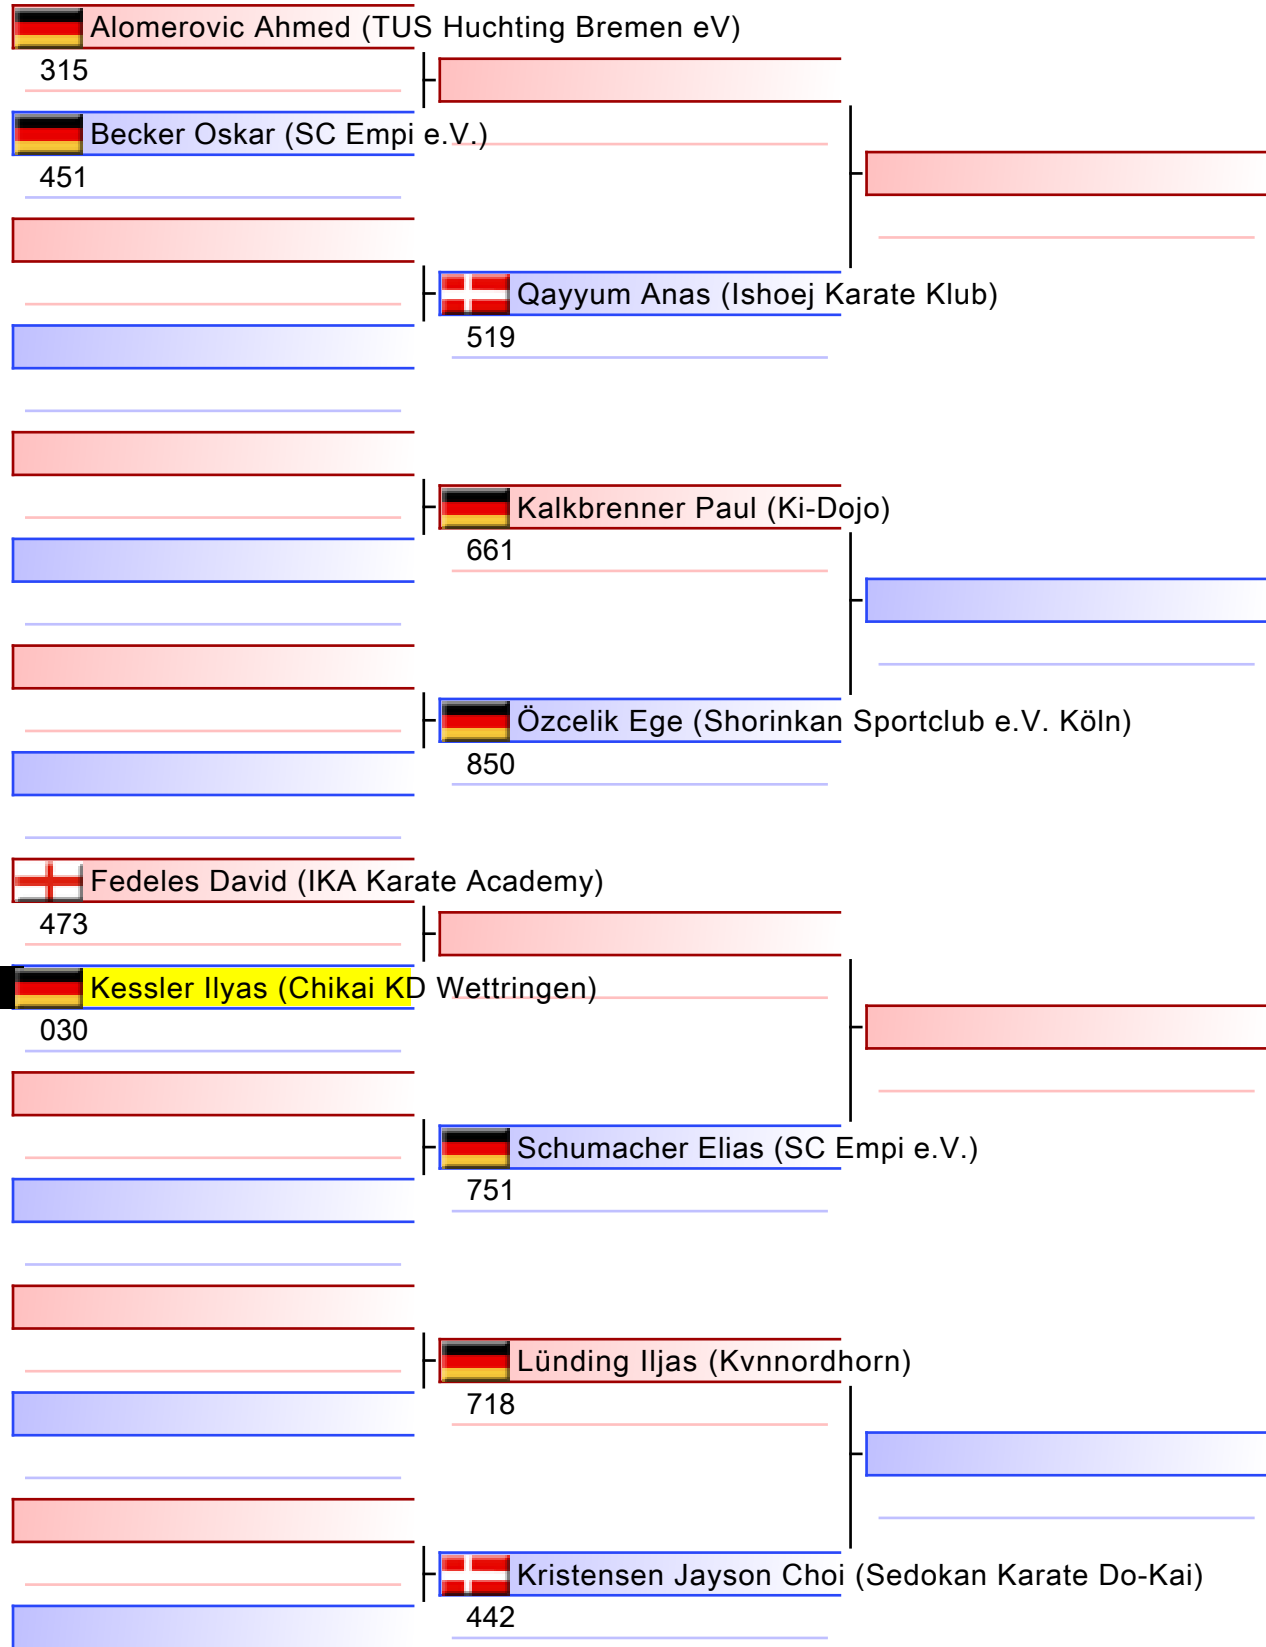 Alomerovic Ahmed (TUS Huchting Bremen eV)
315
Becker Oskar (SC Empi e.V.)
451
Qayyum Anas (Ishoej Karate Klub)
519
Kalkbrenner Paul (Ki-Dojo)
661
Özcelik Ege (Shorinkan Sportclub e.V. Köln)
850
Fedeles David (IKA Karate Academy)
473
Kessler Ilyas (Chikai KD Wettringen)
030
Schumacher Elias (SC Empi e.V.)
751
Lünding Iljas (Kvnnordhorn)
718
Kristensen Jayson Choi (Sedokan Karate Do-Kai)
442